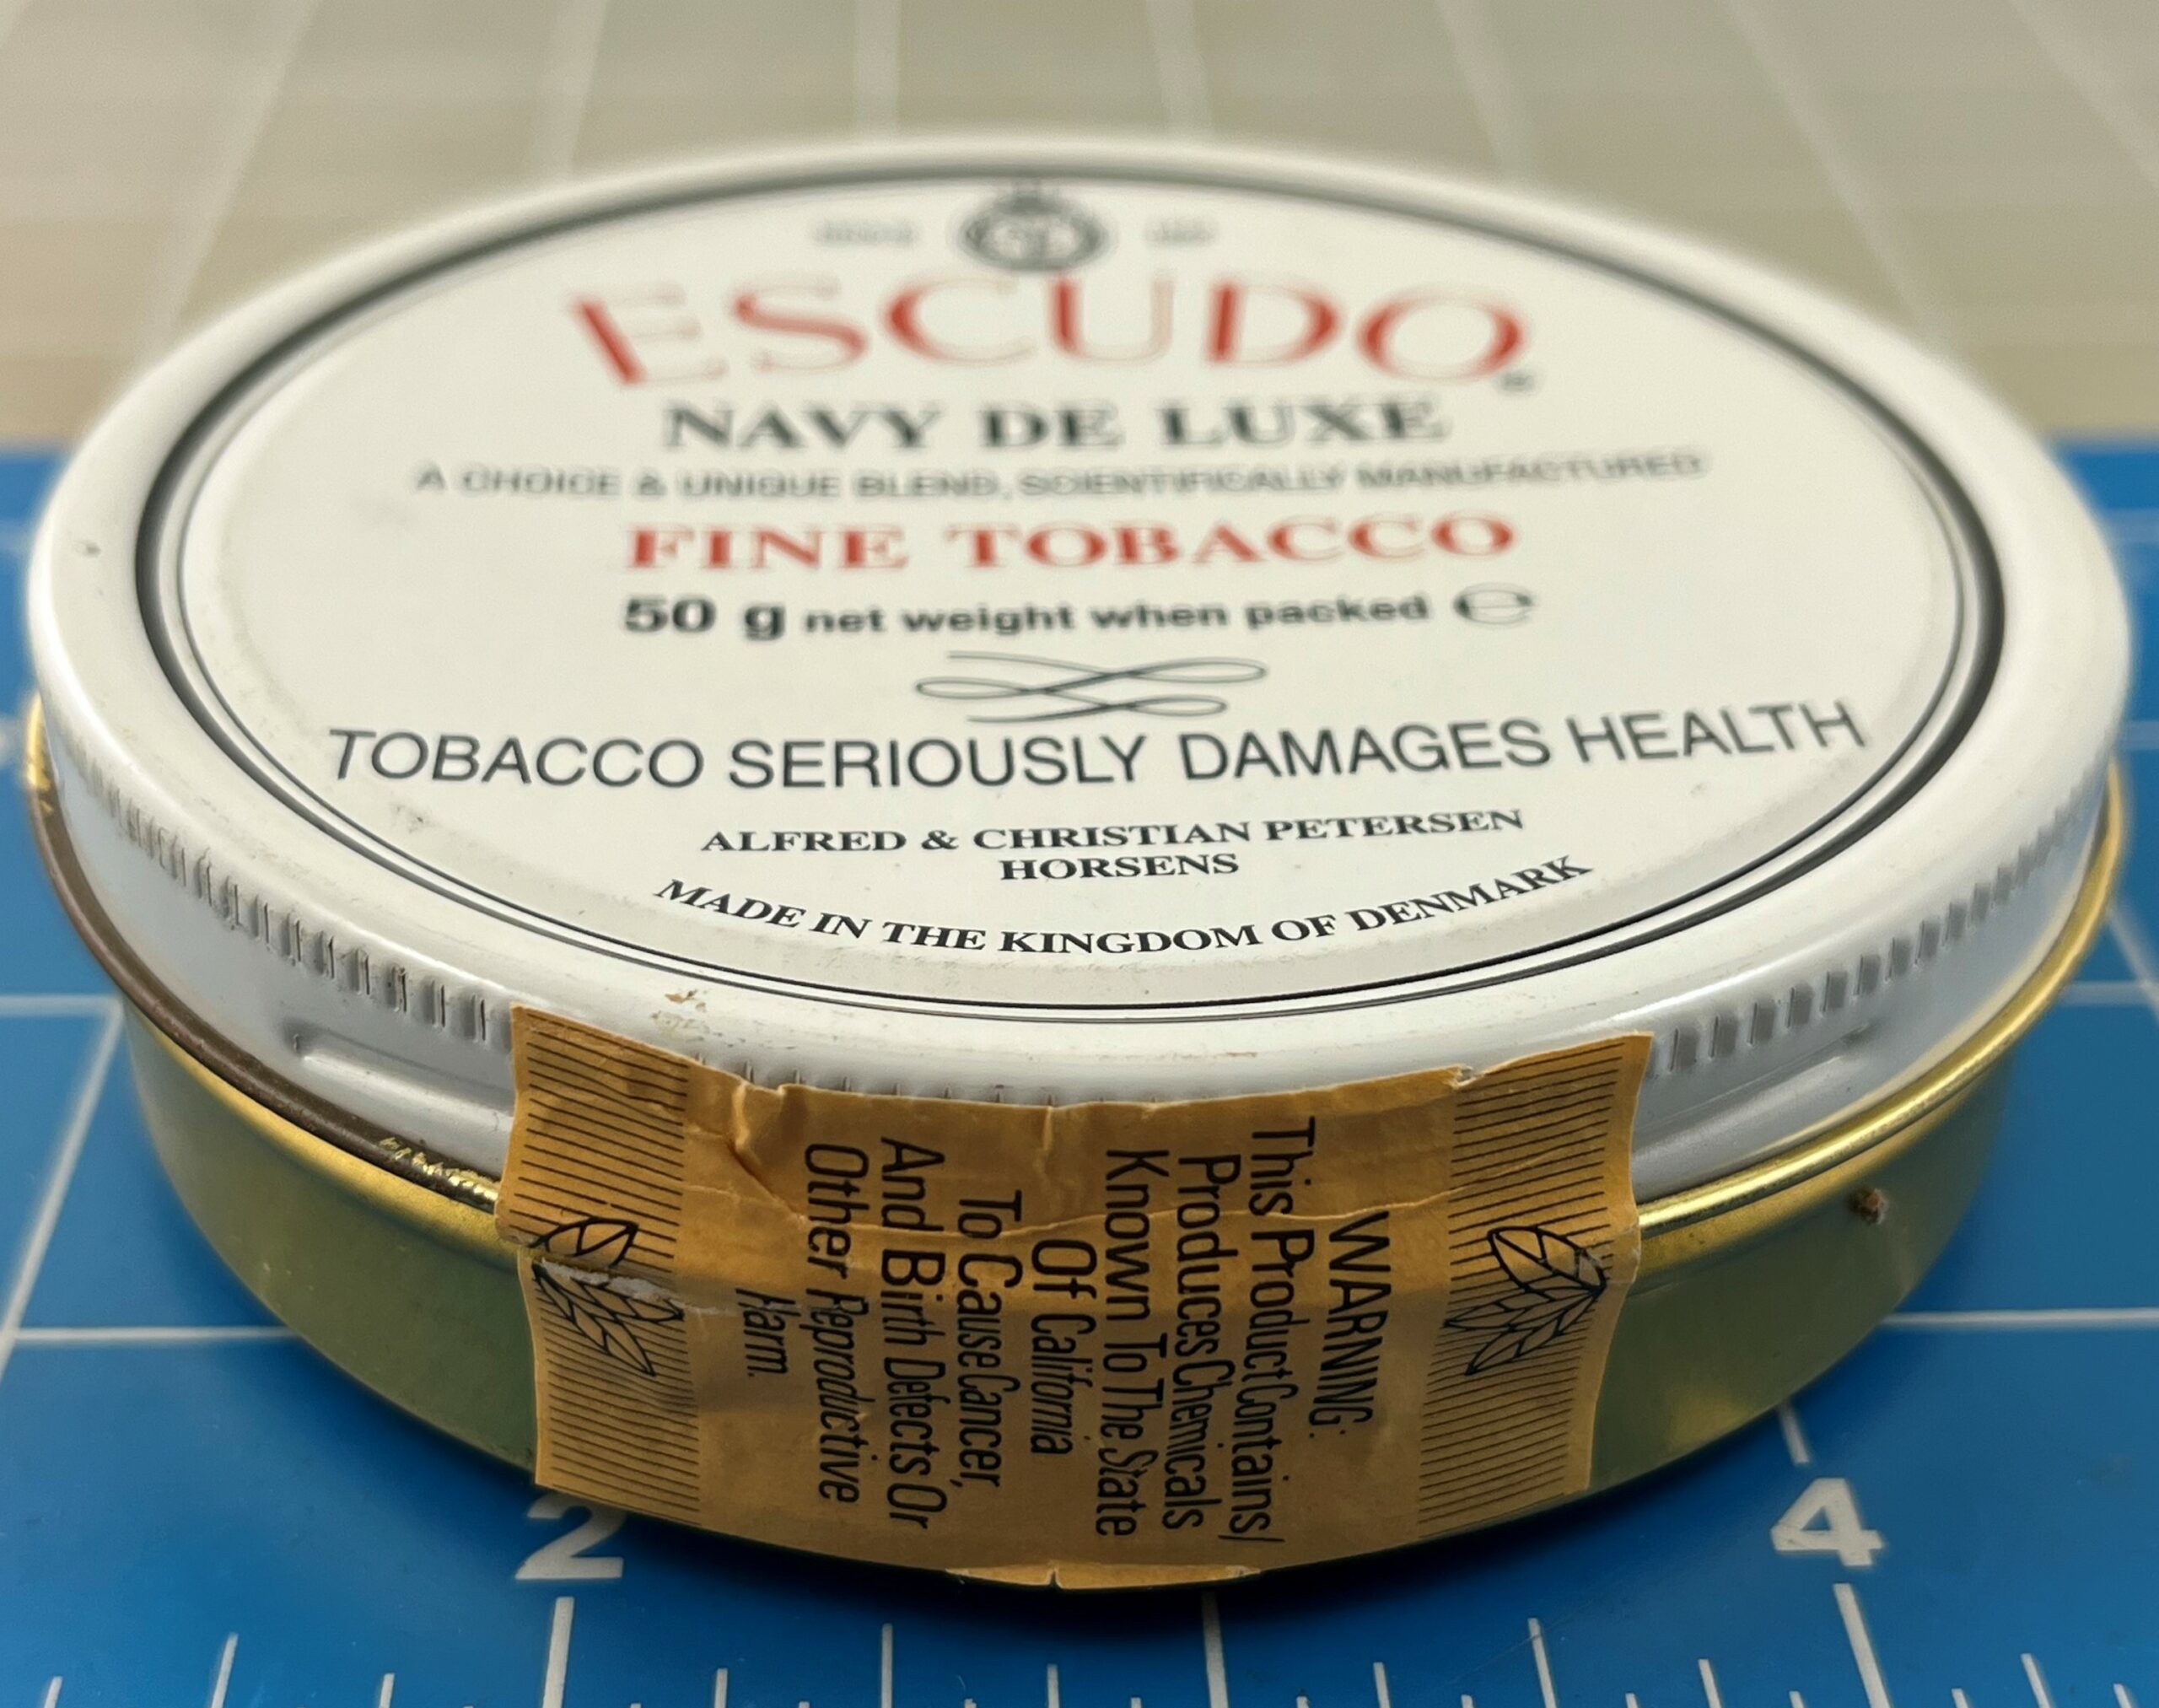 ESCUDO®
NAVY DE LUXE
A CHOICE & UNIQUE BLEND, SCIENTIFICALLY MANUFACTURED
FINE TOBACCO
50 g net weight when packed ℮
TOBACCO SERIOUSLY DAMAGES HEALTH
ALFRED & CHRISTIAN PETERSEN
HORSENS
MADE IN THE KINGDOM OF DENMARK
WARNING:
This Product Contains/
Produces Chemicals
Known To The State
Of California
To Cause Cancer,
And Birth Defects Or
Other Reproductive
Harm.
2
4